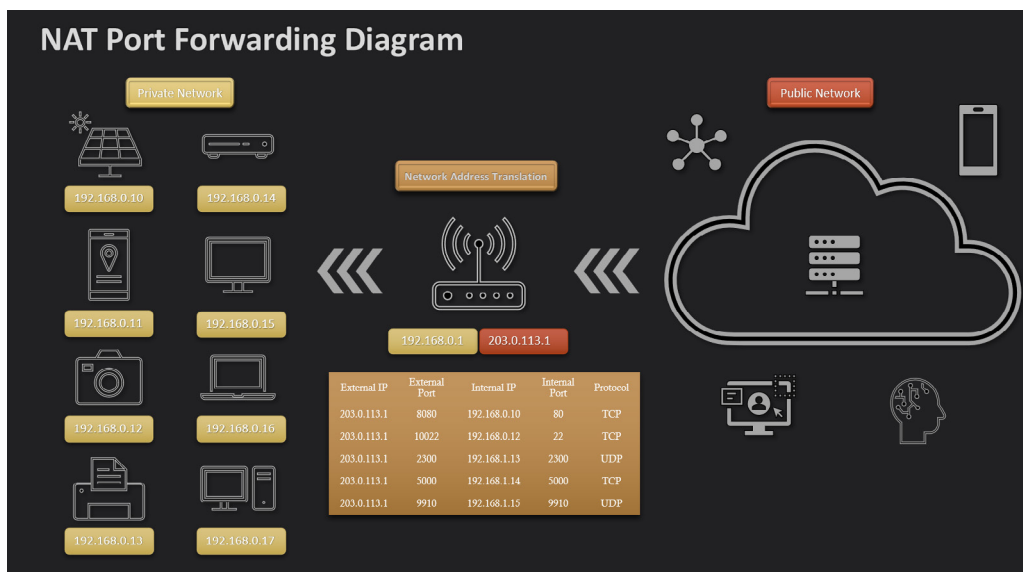 NAT Port Forwarding Diagram
Private Network
Public Network
Network Address Translation
192.168.0.10
192.168.0.14
192.168.0.11
192.168.0.15
192.168.0.12
192.168.0.16
192.168.0.13
192.168.0.17
192.168.0.1
203.0.113.1
External IP External Port Internal IP Internal Port Protocol
203.0.113.1 8080 192.168.0.10 80 TCP
203.0.113.1 10022 192.168.0.12 22 TCP
203.0.113.1 2300 192.168.1.13 2300 UDP
203.0.113.1 5000 192.168.1.14 5000 TCP
203.0.113.1 9910 192.168.1.15 9910 UDP